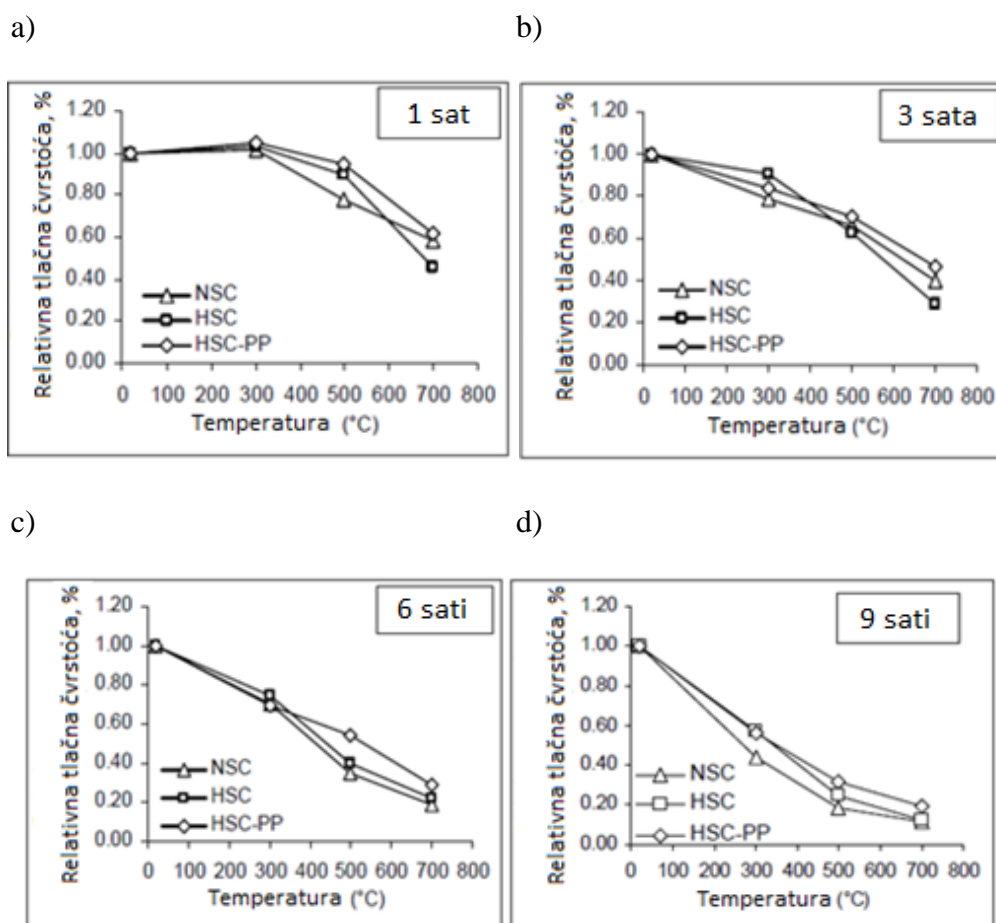 a)
b)
Relativna tlačna čvrstóća, %
1.20
1.00
0.80
0.60
0.40
0.20
0.00
1 sat
NSC
HSC
HSC-PP
0 100 200 300 400 500 600 700 800
Temperatura (°C)
Relativna tlačna čvrstóća, %
1.20
1.00
0.80
0.60
0.40
0.20
0.00
3 sata
NSC
HSC
HSC-PP
0 100 200 300 400 500 600 700 800
Temperatura (°C)
c)
d)
Relativna tlačna čvrstóća, %
1.20
1.00
0.80
0.60
0.40
0.20
0.00
6 sati
NSC
HSC
HSC-PP
0 100 200 300 400 500 600 700 800
Temperatura (°C)
Relativna tlačna čvrstóća, %
1.20
1.00
0.80
0.60
0.40
0.20
0.00
9 sati
NSC
HSC
HSC-PP
0 100 200 300 400 500 600 700 800
Temperatura (°C)